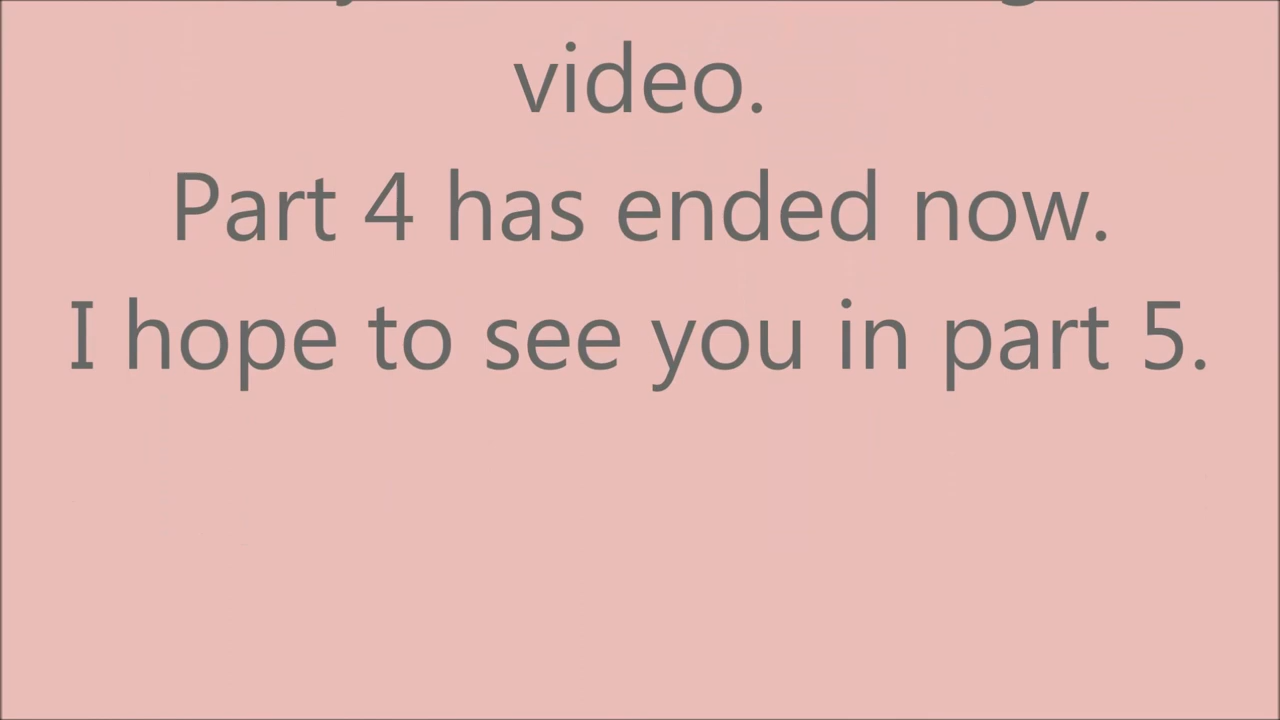 video.
Part 4 has ended now.
I hope to see you in part 5.